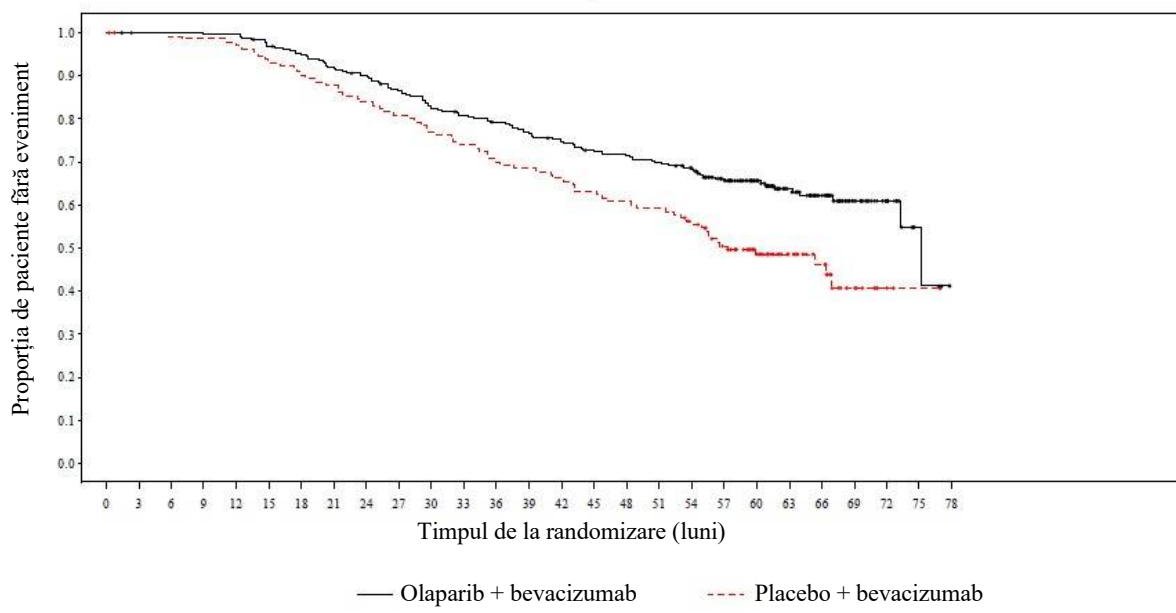 Proporția de paciente fără eveniment
1.0
0.9
0.8
0.7
0.6
0.5
0.4
0.3
0.2
0.1
0.0
0 3 6 9 12 15 18 21 24 27 30 33 36 39 42 45 48 51 54 57 60 63 66 69 72 75 78
Timpul de la randomizare (luni)
Olaparib + bevacizumab Placebo + bevacizumab